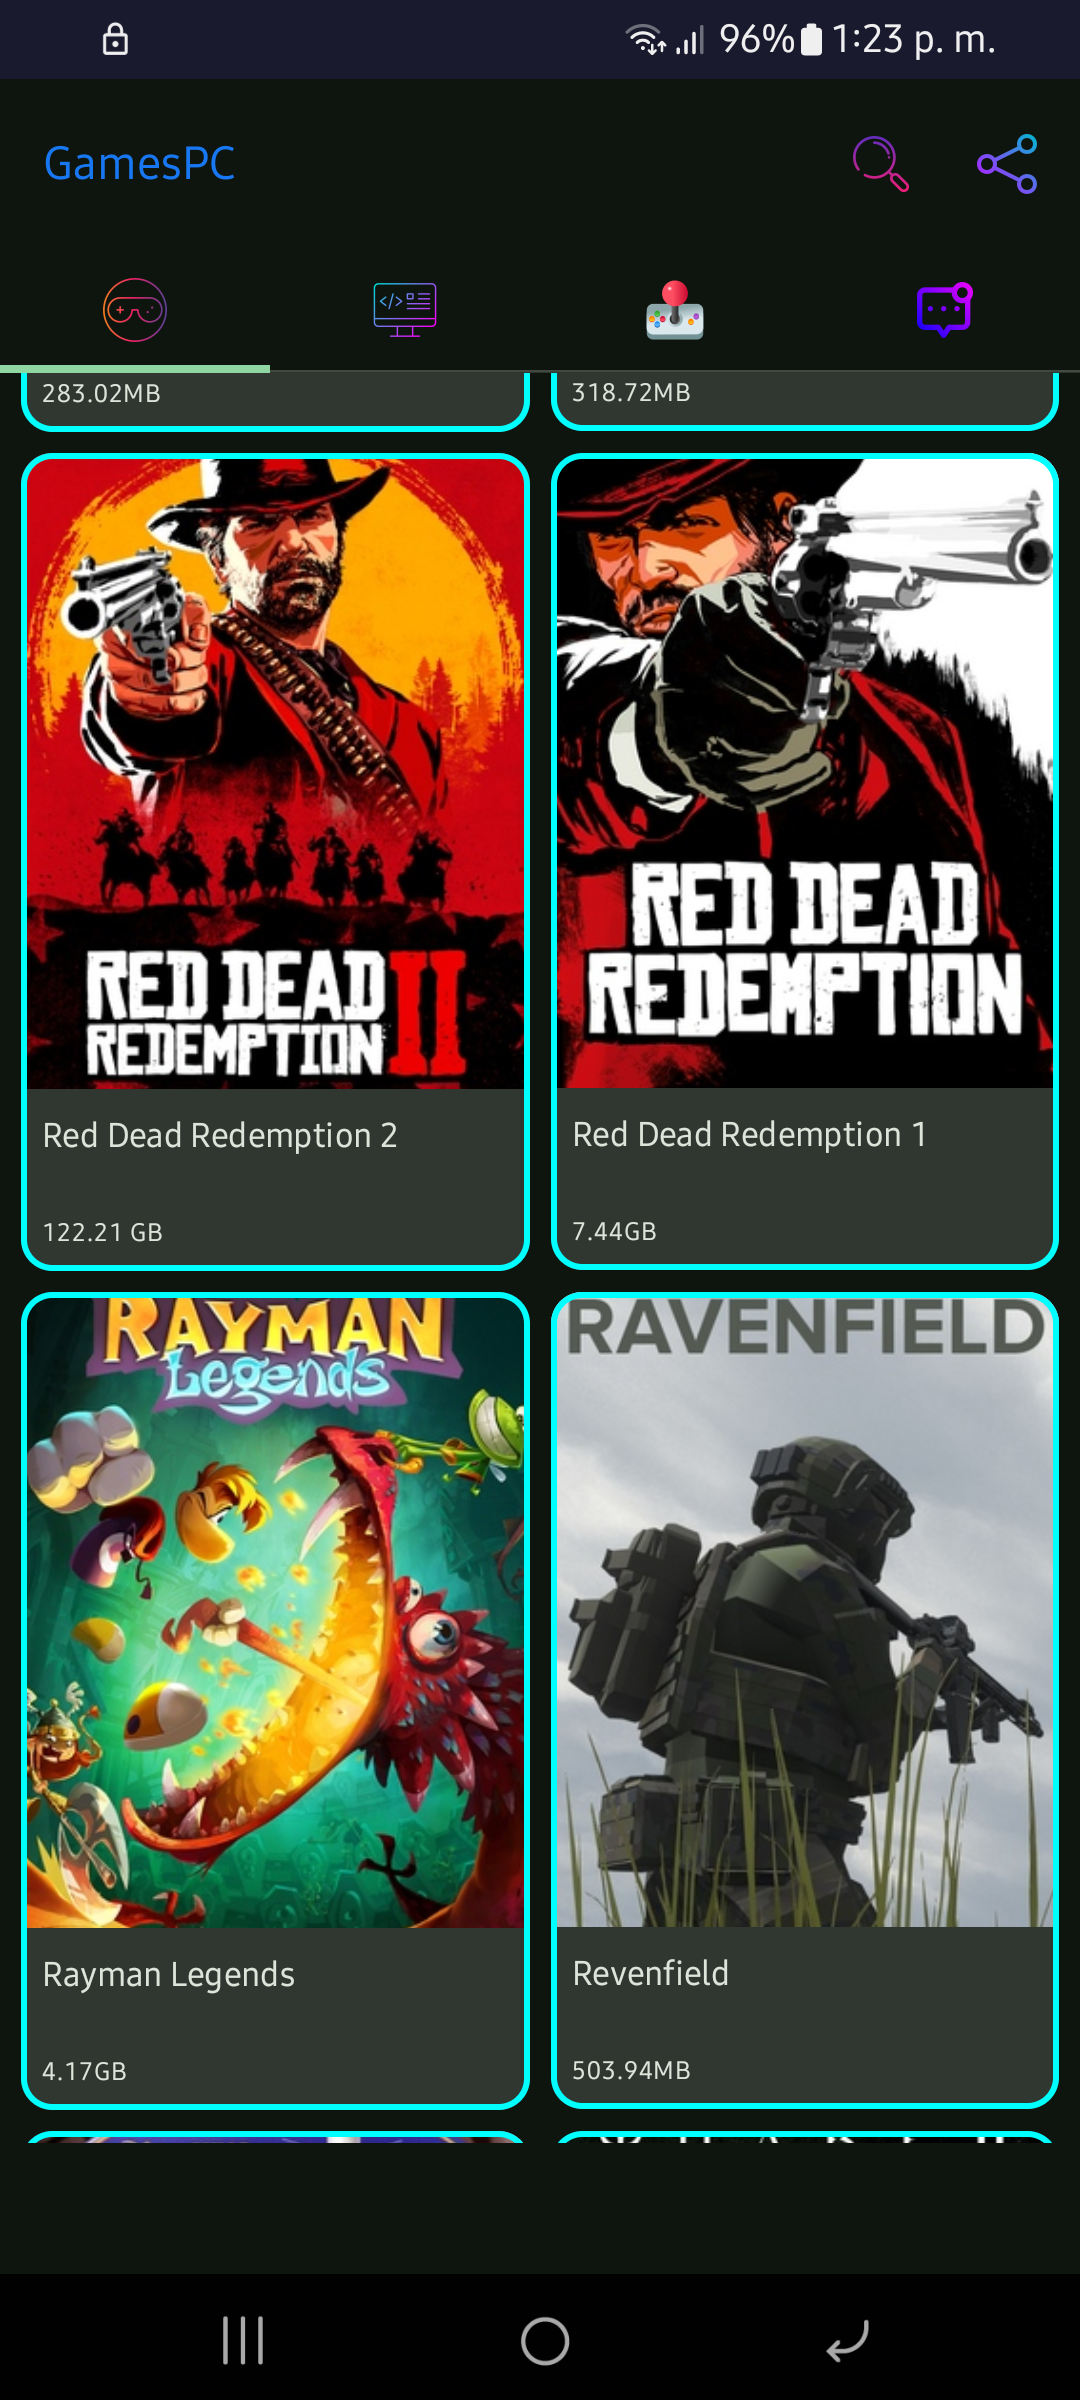 96% 1:23 p. m.
GamesPC
283.02MB
318.72MB
RED DEAD
REDEMPTION II
RED DEAD
REDEMPTION
Red Dead Redemption 2
Red Dead Redemption 1
122.21 GB
7.44GB
RAYMAN
Legends
RAVENFIELD
Rayman Legends
Revenfield
4.17GB
503.94MB